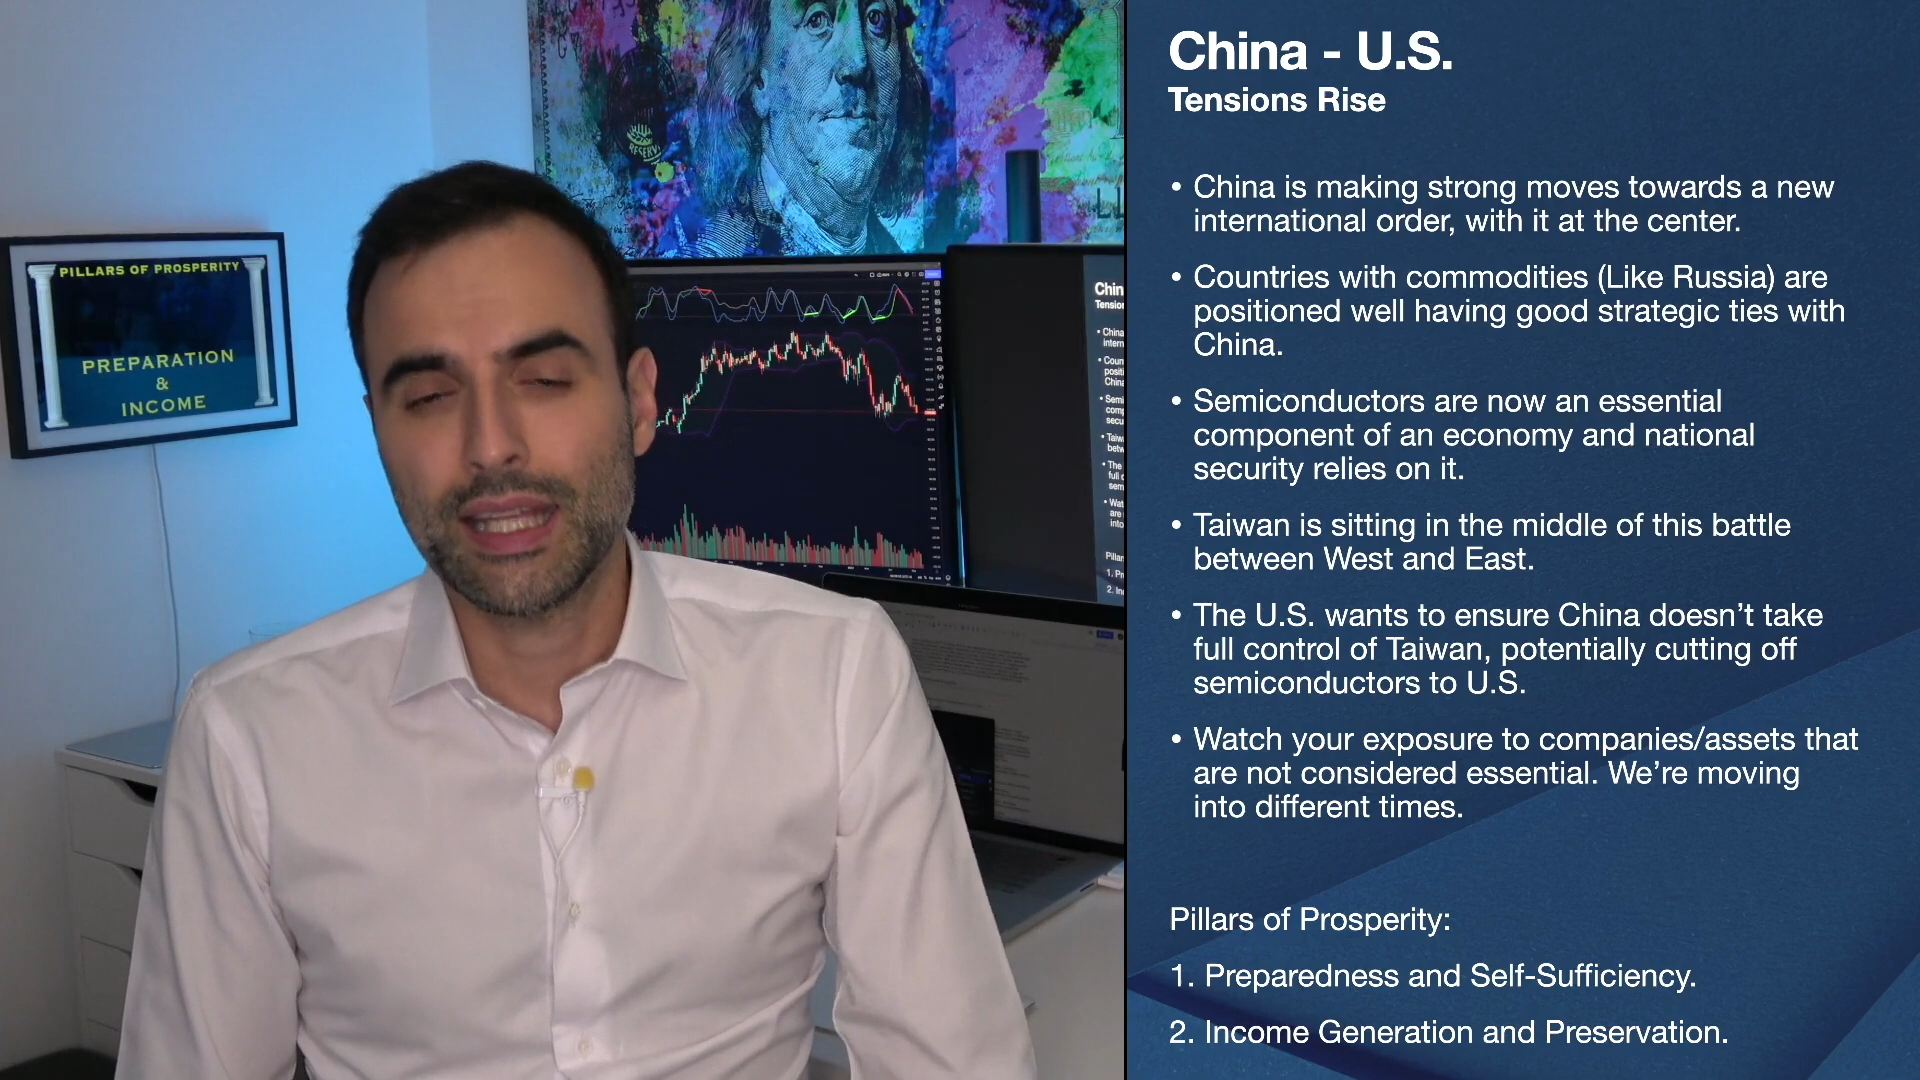 China - U.S.
Tensions Rise
• China is making strong moves towards a new
international order, with it at the center.
• Countries with commodities (Like Russia) are
positioned well having good strategic ties with
China.
• Semiconductors are now an essential
component of an economy and national
security relies on it.
• Taiwan is sitting in the middle of this battle
between West and East.
• The U.S. wants to ensure China doesn’t take
full control of Taiwan, potentially cutting off
semiconductors to U.S.
• Watch your exposure to companies/assets that
are not considered essential. We’re moving
into different times.
Pillars of Prosperity:
1. Preparedness and Self-Sufficiency.
2. Income Generation and Preservation.
PILLARS OF PROSPERITY
PREPARATION
&
INCOME